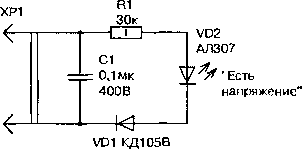 XP1
R1
30к
VD2
АЛ307
C1
0,1мк
400В
"Есть
напряжение"
VD1 КД105В